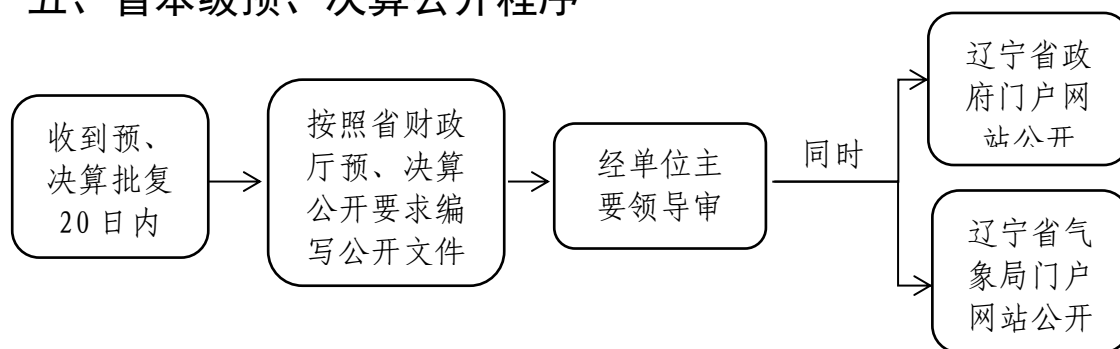 五、省本级预、决算公开程序
收到预、
决算批复
20日内
按照省财政
厅预、决算
公开要求编
写公开文件
经单位主
要领导审
同时
辽宁省政
府门户网
站公开
辽宁省气
象局门户
网站公开